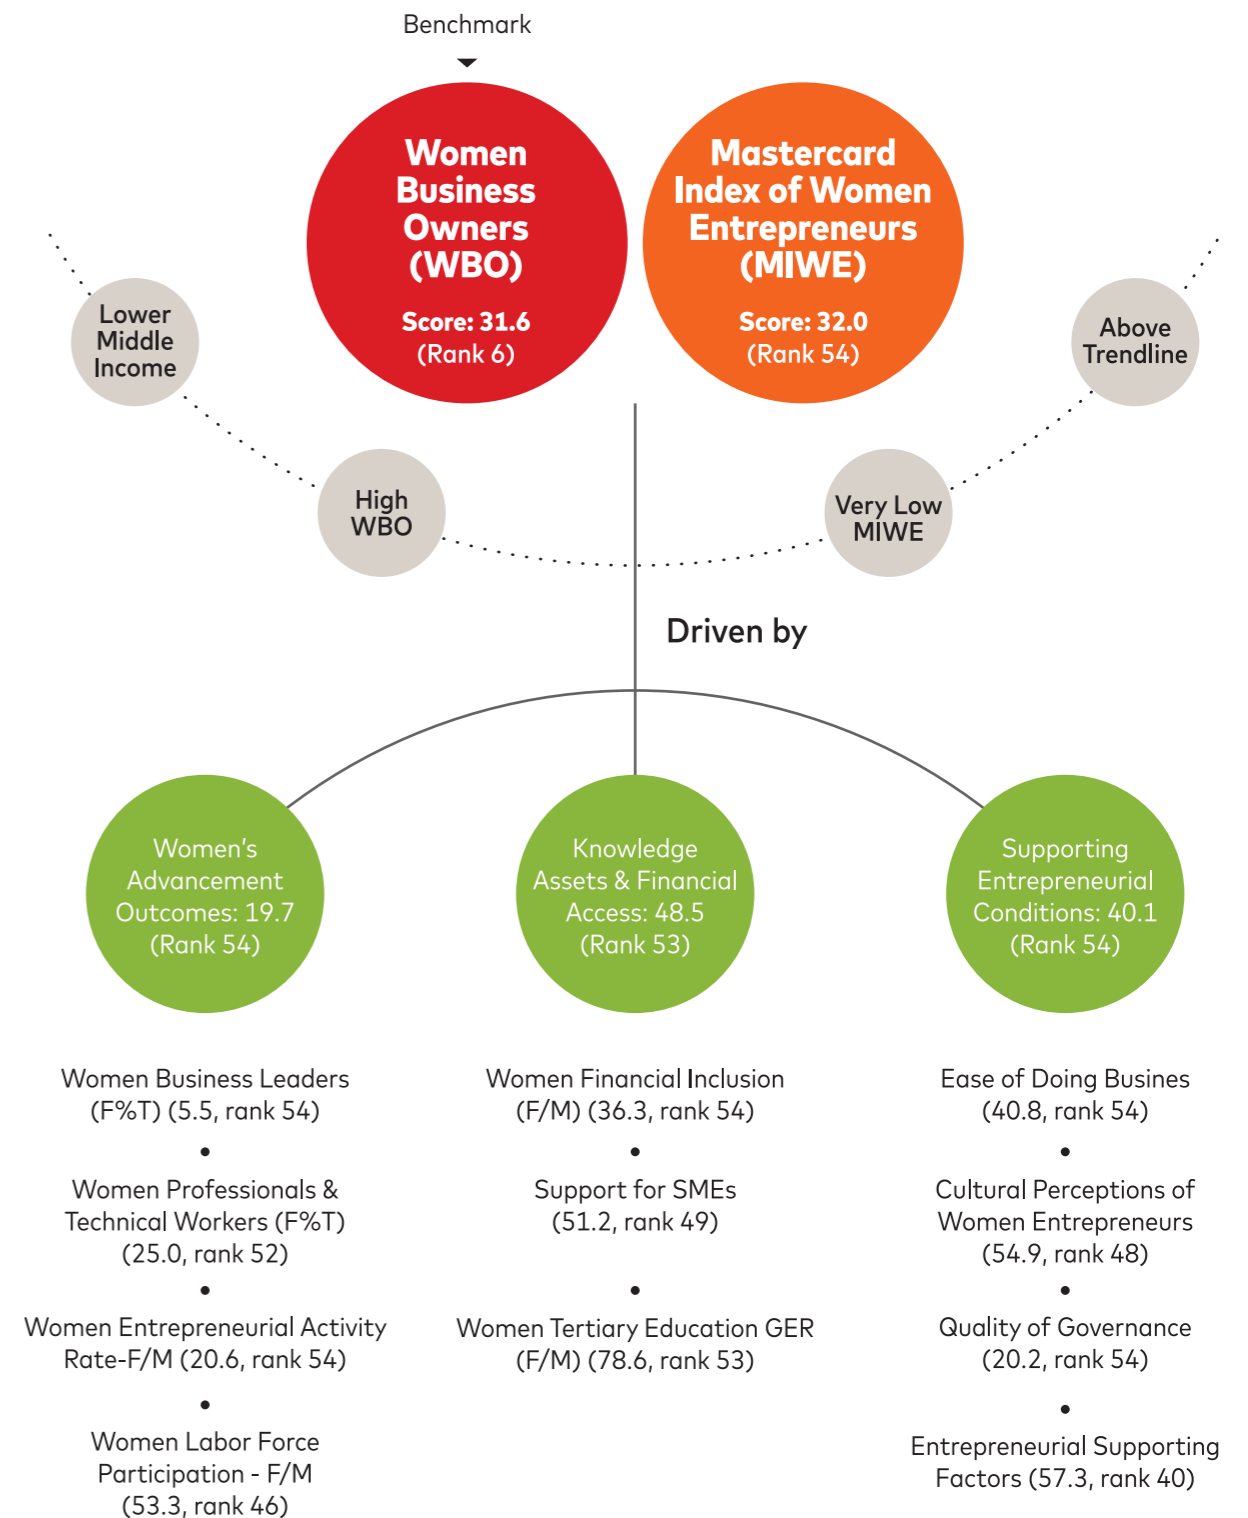 Benchmark
Women
Business
Owners
(WBO)
Score: 31.6
(Rank 6)
Mastercard
Index of Women
Entrepreneurs
(MIWE)
Score: 32.0
(Rank 54)
Lower
Middle
Income
High
WBO
Very Low
MIWE
Above
Trendline
Driven by
Women's
Advancement
Outcomes: 19.7
(Rank 54)
Knowledge
Assets & Financial
Access: 48.5
(Rank 53)
Supporting
Entrepreneurial
Conditions: 40.1
(Rank 54)
Women Business Leaders
(F%T) (5.5, rank 54)
•
Women Professionals &
Technical Workers (F%T)
(25.0, rank 52)
•
Women Entrepreneurial Activity
Rate-F/M (20.6, rank 54)
•
Women Labor Force
Participation - F/M
(53.3, rank 46)
Women Financial Inclusion
(F/M) (36.3, rank 54)
•
Support for SMEs
(51.2, rank 49)
•
Women Tertiary Education GER
(F/M) (78.6, rank 53)
Ease of Doing Busines
(40.8, rank 54)
•
Cultural Perceptions of
Women Entrepreneurs
(54.9, rank 48)
•
Quality of Governance
(20.2, rank 54)
•
Entrepreneurial Supporting
Factors (57.3, rank 40)